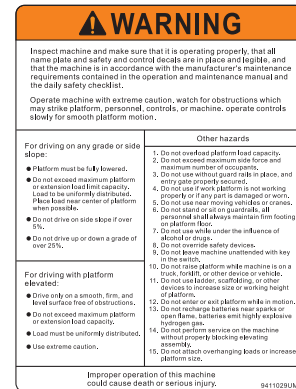 WARNING
Inspect machine and make sure that it is operating properly, that all
name plate and safety and control decals are in place and legible, and
that the machine is in accordance with the manufacturer's maintenance
requirements contained in the operation and maintenance manual and
the daily safety checklist.
Operate machine with extreme caution. watch for obstructions which
may strike platform, personnel, controls, or machine. operate controls
slowly for smooth platform motion.
For driving on any grade or side
slope:
● Platform must be fully lowered.
● Do not exceed maximum platform
or extension load limit capacity.
Load to be uniformly distributed.
Place load near center of platform
when possible.
● Do not drive on side slope if over
5%.
● Do not drive up or down a grade of
over 25%.
For driving with platform
elevated:
● Drive only on a smooth, firm, and
level surface free of obstructions.
● Do not exceed maximum platform
or extension load capacity.
● Load must be uniformly distributed.
● Use extreme caution.
Other hazards
1. Do not overload platform load capacity.
2. Do not exceed maximum side force and
maximum number of occupants.
3. Do not use without guard rails in place, and
entry gate properly secured.
4. Do not use if work platform is not working
properly or if any part is damaged or worn.
5. Do not use near moving vehicles or cranes.
6. Do not stand or sit on guardrails, all
personnel shall always maintain firm footing
on platform floor.
7. Do not use while under the influence of
alcohol or drugs.
8. Do not override safety devices.
9. Do not leave machine unattended with key
in the switch.
10. Do not raise platform while machine is on a
truck, forklift, or other device or vehicle.
11. Do not use ladder, scaffolding, or other
devices to increase size or working height
of platform.
12. Do not enter or exit platform while in motion.
13. Do not recharge batteries near sparks or
open flame, batteries emit highly explosive
hydrogen gas.
14. Do not perform service on the machine
without properly blocking elevating
assembly.
15. Do not attach overhanging loads or increase
platform size.
Improper operation of this machine
could cause death or serious injury.
9411029UM